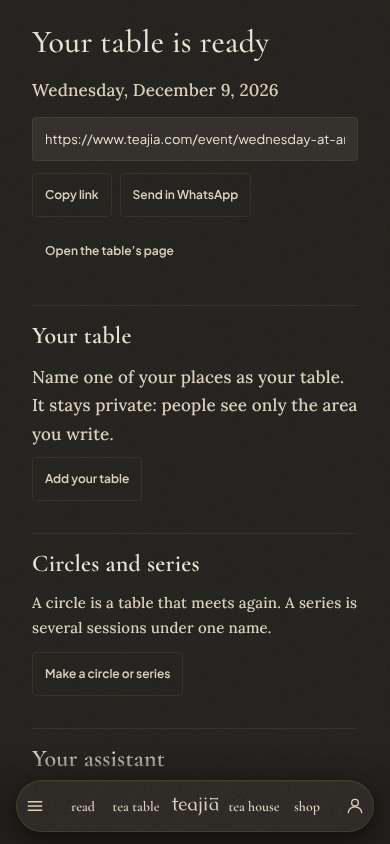 Your table is ready
Wednesday, December 9, 2026
https://www.teajia.com/event/wednesday-at-ar
Copy link
Send in WhatsApp
Open the table's page
Your table
Name one of your places as your table.
It stays private: people see only the area
you write.
Add your table
Circles and series
A circle is a table that meets again. A series is
several sessions under one name.
Make a circle or series
Your assistant
read
tea table
teajiā
tea house
shop